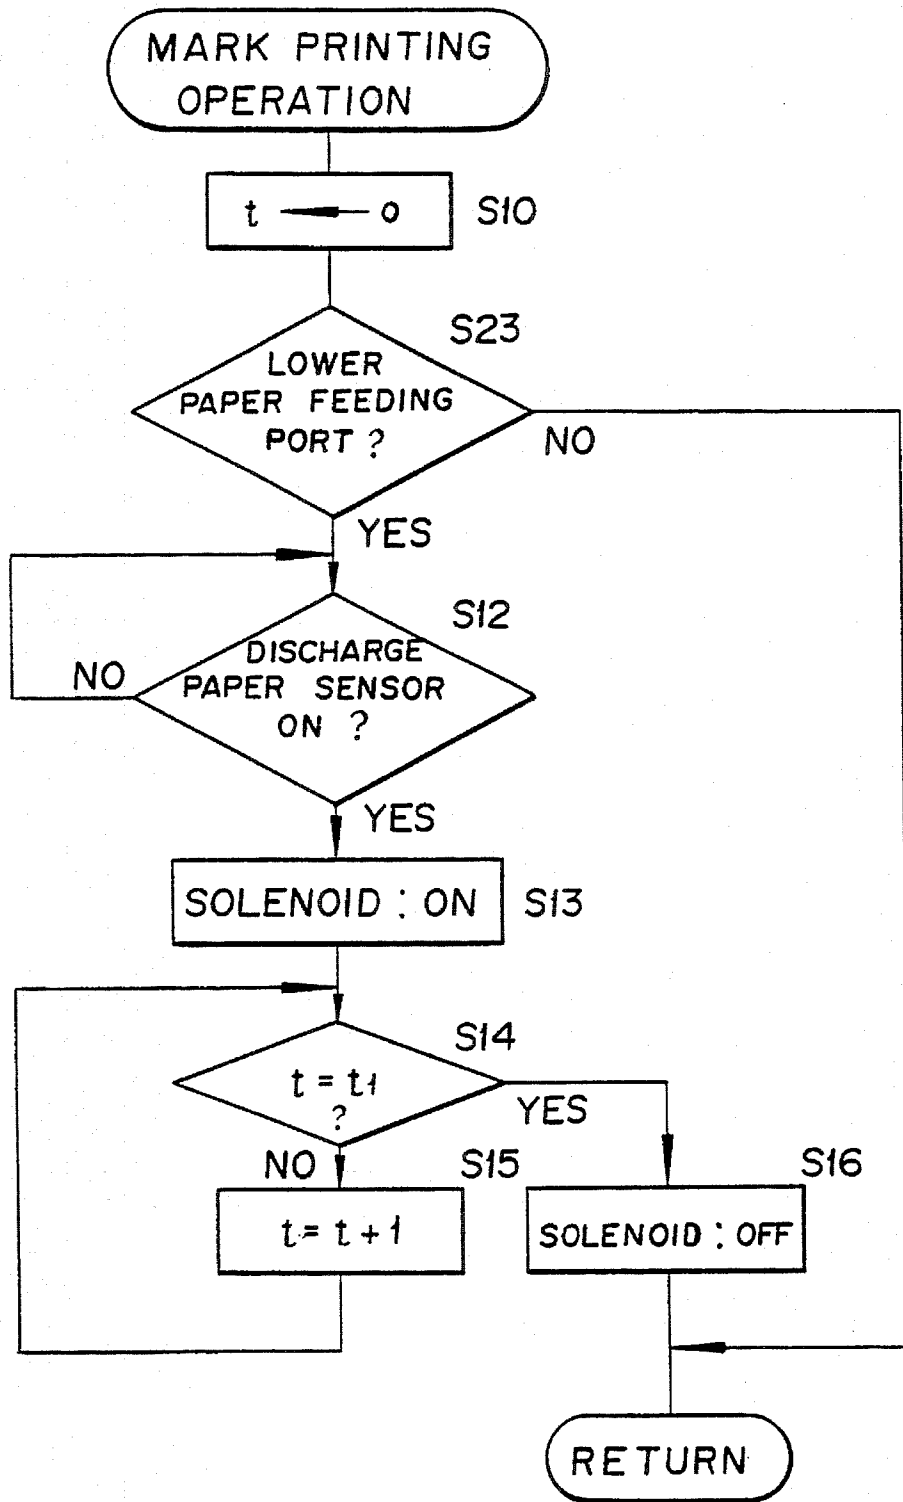 MARK PRINTING
OPERATION
t ← 0
S10
S23
LOWER
PAPER FEEDING
PORT ?
NO
YES
S12
DISCHARGE
PAPER SENSOR
ON ?
NO
YES
SOLENOID : ON
S13
S14
t = t1
?
YES
NO
S15
S16
t = t + 1
SOLENOID : OFF
RETURN